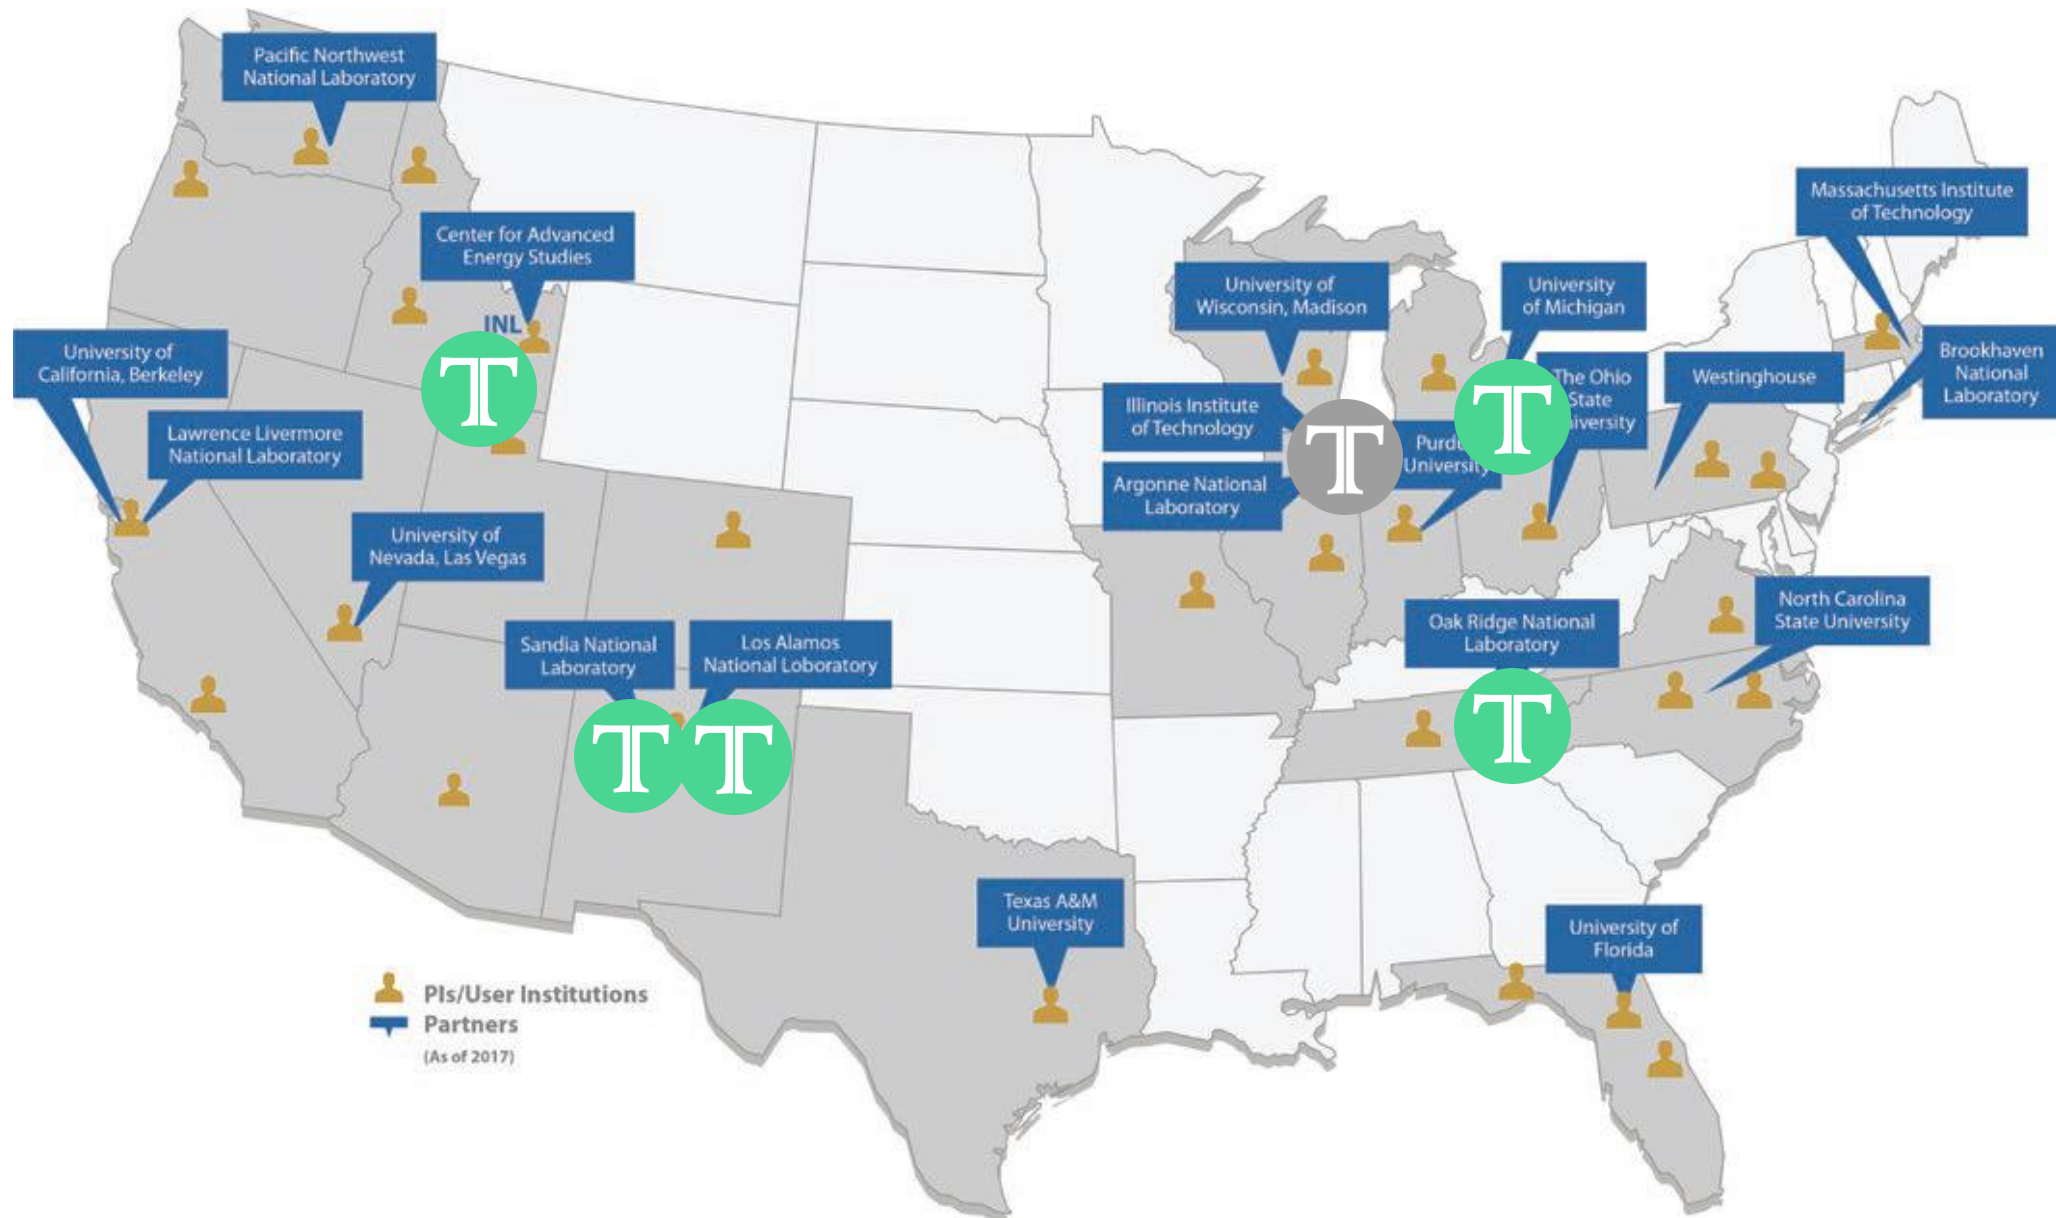 Pacific Northwest
National Laboratory
Center for Advanced
Energy Studies
INL
T
University of
California, Berkeley
Lawrence Livermore
National Laboratory
University of
Nevada, Las Vegas
Sandia National
Laboratory
Los Alamos
National Loboratory
T
T
Texas A&M
University
University of
Wisconsin, Madison
University
of Michigan
Illinois Institute
of Technology
Argonne National
Laboratory
T
University
T
The Ohio
State
Westinghouse
Massachusetts Institute
of Technology
Brookhaven
National
Laboratory
Oak Ridge National
Laboratory
T
North Carolina
State University
University of
Florida
PIs/User Institutions
Partners
(As of 2017)